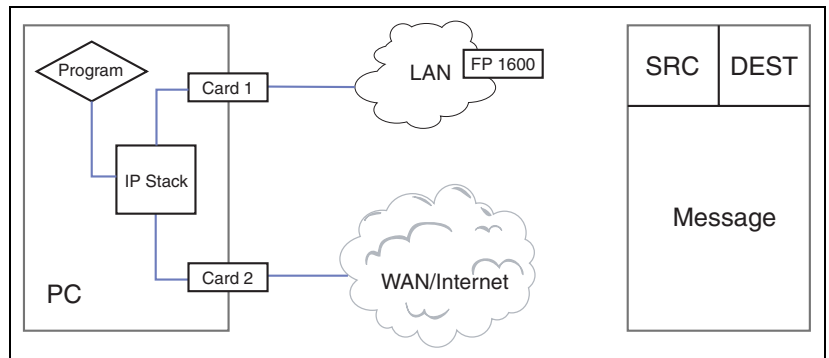 Program
Card 1
IP Stack
Card 2
PC
LAN
FP 1600
WAN/Internet
SRC
DEST
Message